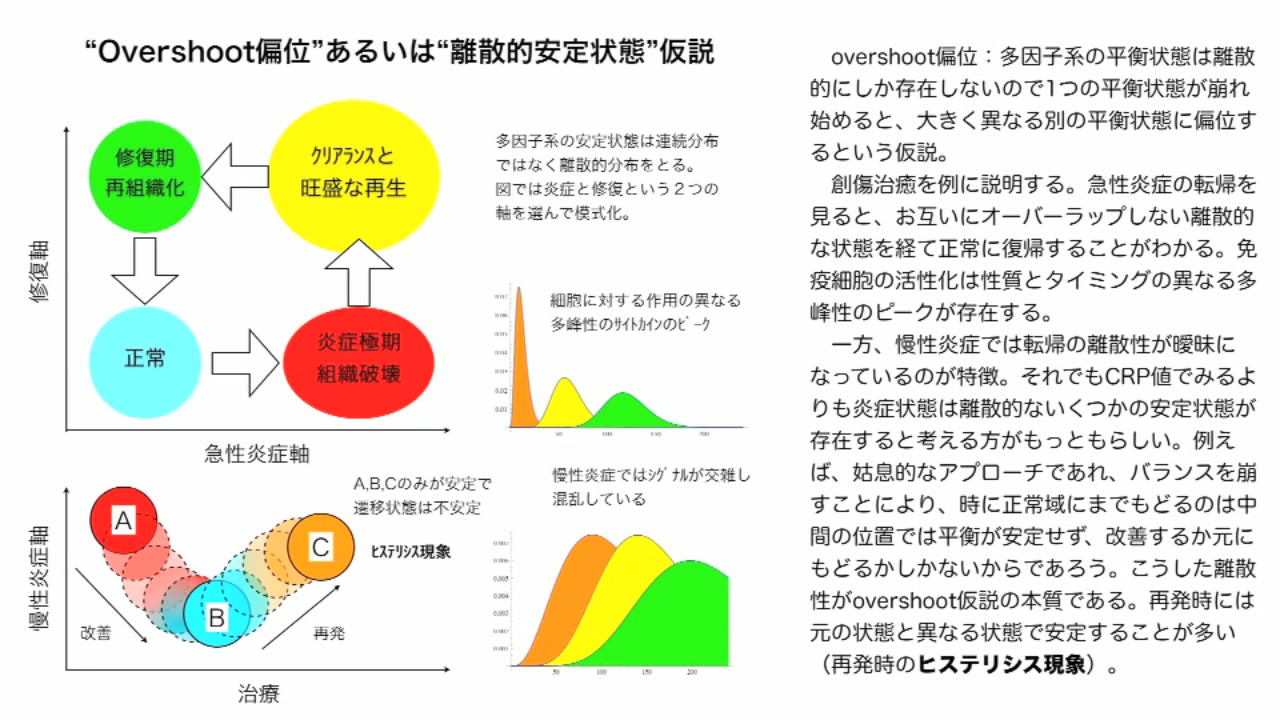 “Overshoot偏位”あるいは“離散的安定状態”仮説
修復期
再組織化
ｸﾘｱﾗﾝｽと
旺盛な再生
正常
炎症極期
組織破壊
修復軸
急性炎症軸
多因子系の安定状態は連続分布
ではなく離散的分布をとる。
図では炎症と修復という２つの
軸を選んで模式化。
細胞に対する作用の異なる
多峰性のｻｲﾄｶｲﾝのﾋﾟｰｸ
0.01
50
A
B
C
A,B,Cのみが安定で
遷移状態は不安定
ﾋｽﾃﾘｼｽ現象
改善
再発
慢性炎症軸
治療
慢性炎症ではｼｸﾞﾅﾙが交雑し
混乱している
50
100
150
200
overshoot偏位：多因子系の平衡状態は離散
的にしか存在しないので1つの平衡状態が崩れ
始めると、大きく異なる別の平衡状態に偏位す
るという仮説。
創傷治癒を例に説明する。急性炎症の転帰を
見ると、お互いにオーバーラップしない離散的
な状態を経て正常に復帰することがわかる。免
疫細胞の活性化は性質とタイミングの異なる多
峰性のピークが存在する。
一方、慢性炎症では転帰の離散性が曖昧に
なっているのが特徴。それでもCRP値でみるよ
りも炎症状態は離散的ないくつかの安定状態が
存在すると考える方がもっともらしい。例え
ば、姑息的なアプローチであれ、バランスを崩
すことにより、時に正常域にまでもどるのは中
間の位置では平衡が安定せず、改善するか元に
もどるかしかないからであろう。こうした離散
性がovershoot仮説の本質である。再発時には
元の状態と異なる状態で安定することが多い
（再発時のヒステリシス現象）。